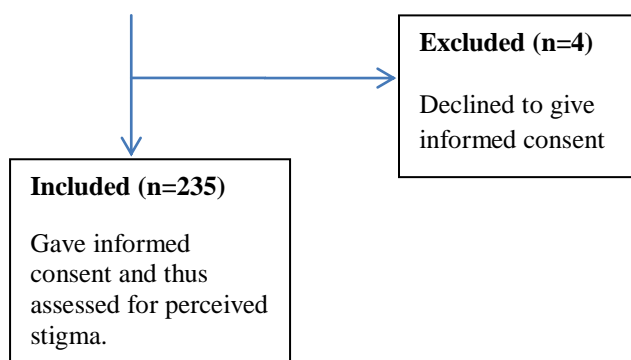 Excluded (n=4)
Declined to give
informed consent
Included (n=235)
Gave informed
consent and thus
assessed for perceived
stigma.